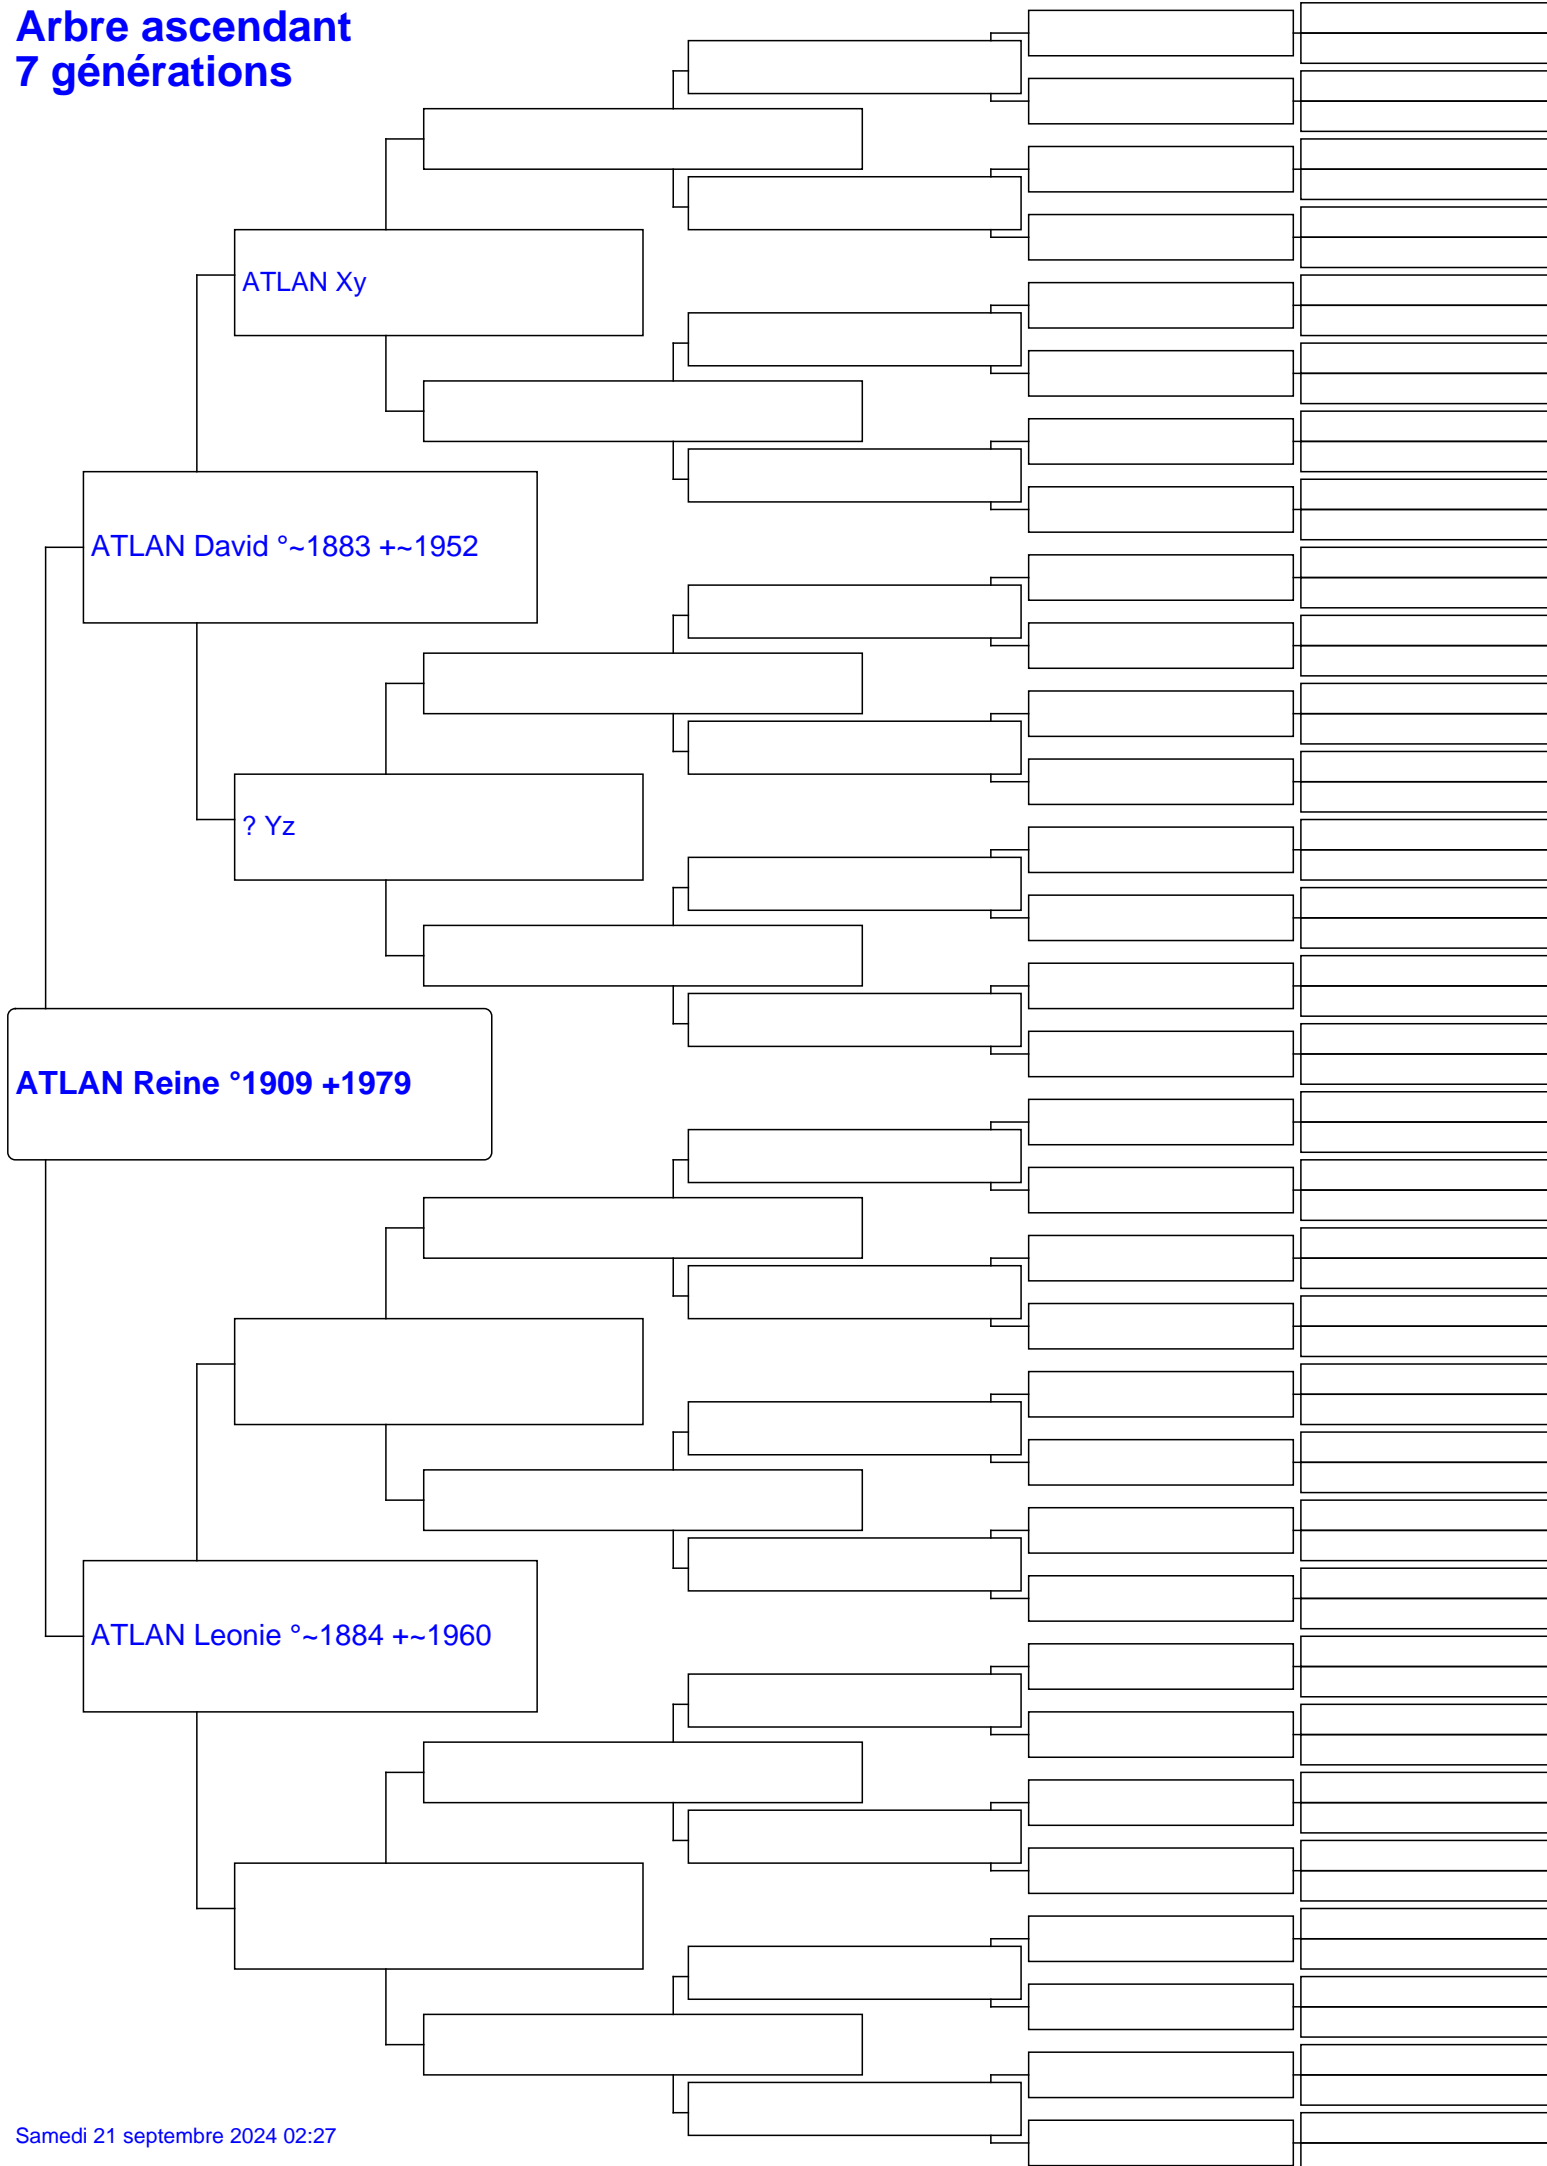 Arbre ascendant
7 générations
ATLAN Xy
ATLAN David °~1883 +~1952
? Yz
ATLAN Reine °1909 +1979
ATLAN Leonie °~1884 +~1960
Samedi 21 septembre 2024 02:27